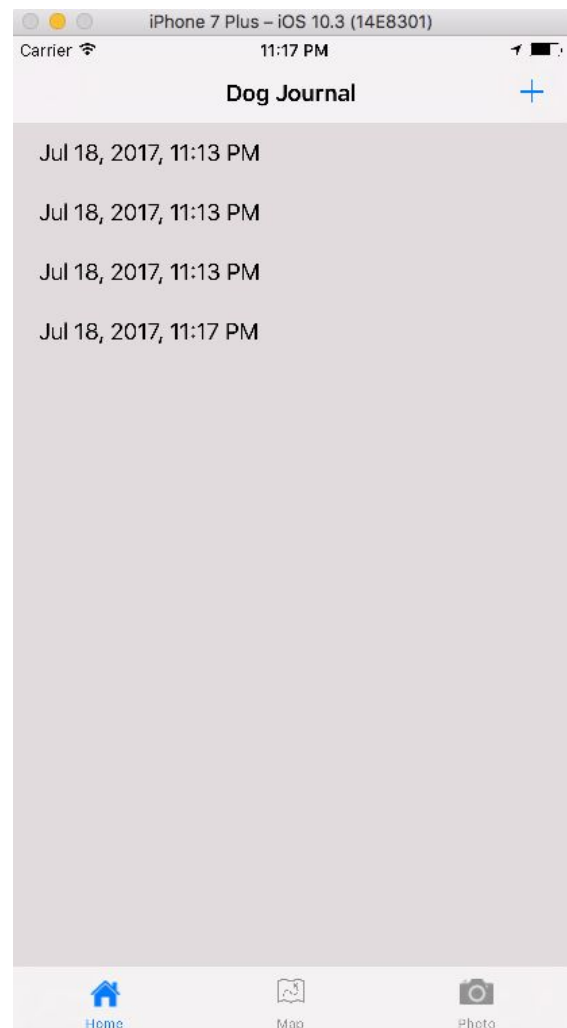 iPhone 7 Plus – iOS 10.3 (14E8301)
Carrier 11:17 PM
Dog Journal +
Jul 18, 2017, 11:13 PM
Jul 18, 2017, 11:13 PM
Jul 18, 2017, 11:13 PM
Jul 18, 2017, 11:17 PM
Home Map Photo